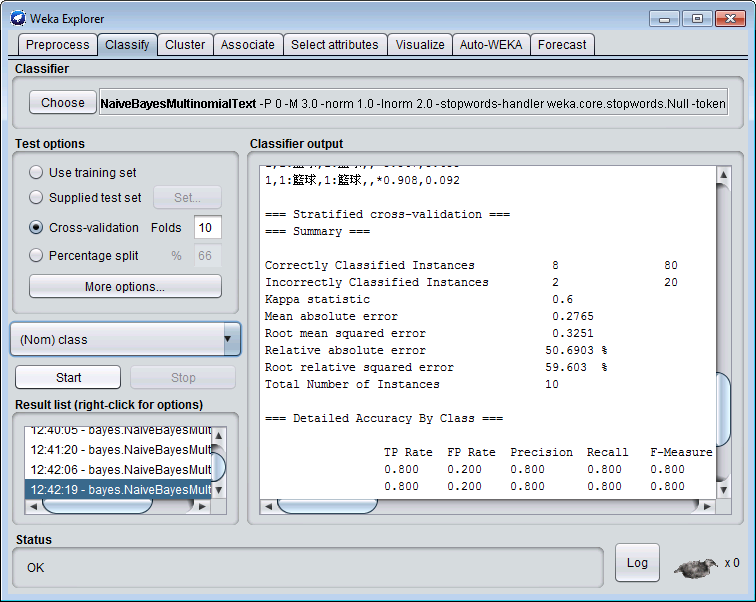 Weka Explorer
Preprocess Classify Cluster Associate Select attributes Visualize Auto-WEKA Forecast
Classifier
Choose NaiveBayesMultinomialText -P 0 -M 3.0 -norm 1.0 -lnorm 2.0 -stopwords-handler weka.core.stopwords.Null -token
Test options
Use training set
Supplied test set Set...
Cross-validation Folds 10
Percentage split % 66
More options...
(Nom) class
Start Stop
Result list (right-click for options)
12:40:05 - bayes.NaiveBayesMult
12:41:20 - bayes.NaiveBayesMult
12:42:06 - bayes.NaiveBayesMult
12:42:19 - bayes.NaiveBayesMult
Classifier output
1,1:籃球,1:籃球,,*0.908,0.092
=== Stratified cross-validation ===
=== Summary ===
Correctly Classified Instances 8 80
Incorrectly Classified Instances 2 20
Kappa statistic 0.6
Mean absolute error 0.2765
Root mean squared error 0.3251
Relative absolute error 50.6903 %
Root relative squared error 59.603 %
Total Number of Instances 10
=== Detailed Accuracy By Class ===
TP Rate FP Rate Precision Recall F-Measure
0.800 0.200 0.800 0.800 0.800
0.800 0.200 0.800 0.800 0.800
Status
OK
Log x 0